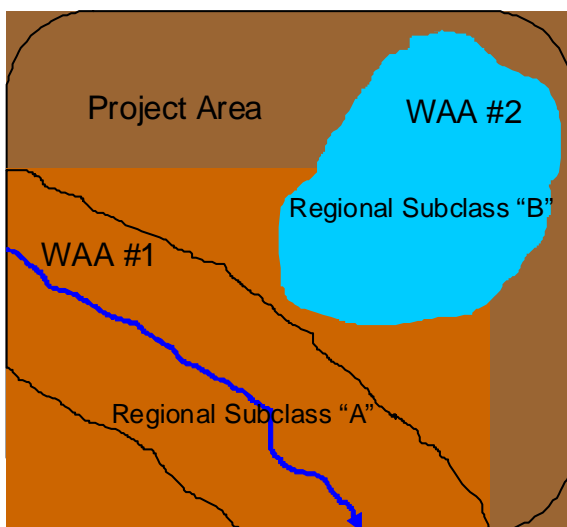 Project Area
WAA #2
Regional Subclass “B”
WAA #1
Regional Subclass “A”